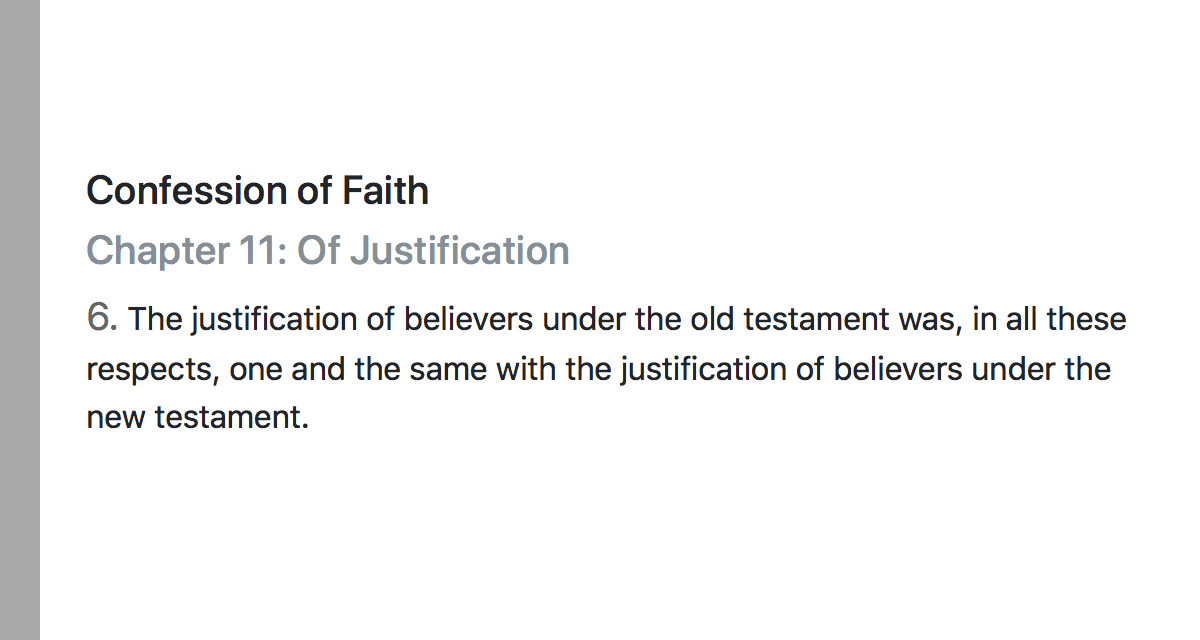 Confession of Faith
Chapter 11: Of Justification
6. The justification of believers under the old testament was, in all these
respects, one and the same with the justification of believers under the
new testament.